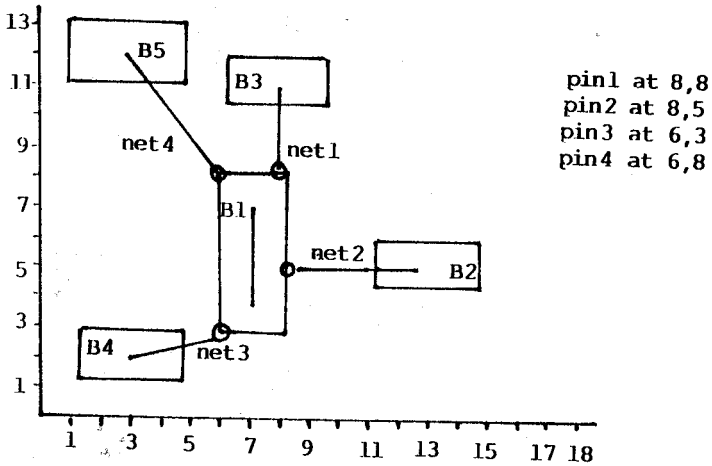 13
11
9
7
5
3
1
B5
B3
net4
net1
B1
net2
B2
B4
net3
1 3 5 7 9 11 13 15 17 18
pin1 at 8,8
pin2 at 8,5
pin3 at 6,3
pin4 at 6,8